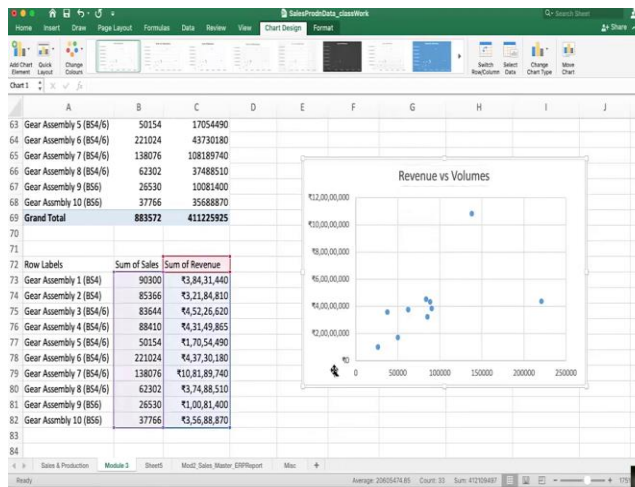 SalesProdnData_classWork
Search Sheet
Home Insert Draw Page Layout Formulas Data Review View Chart Design Format Share
Add Chart Element Quick Layout Change Colours Switch Row/Column Select Data Change Chart Type Move Chart
Chart 1 fx
A B C D E F G H I J
63 Gear Assembly 5 (BS4/6) 50154 17054490
64 Gear Assembly 6 (BS4/6) 221024 43730180
65 Gear Assembly 7 (BS4/6) 138076 108189740
66 Gear Assembly 8 (BS4/6) 62302 37488510
67 Gear Assembly 9 (BS6) 26530 10081400
68 Gear Assmbly 10 (BS6) 37766 35688870
69 Grand Total 883572 411225925
70
71
72 Row Labels Sum of Sales Sum of Revenue
73 Gear Assembly 1 (BS4) 90300 ₹3,84,31,440
74 Gear Assembly 2 (BS4) 85366 ₹3,21,84,810
75 Gear Assembly 3 (BS4/6) 83644 ₹4,52,26,620
76 Gear Assembly 4 (BS4/6) 88410 ₹4,31,49,865
77 Gear Assembly 5 (BS4/6) 50154 ₹1,70,54,490
78 Gear Assembly 6 (BS4/6) 221024 ₹4,37,30,180
79 Gear Assembly 7 (BS4/6) 138076 ₹10,81,89,740
80 Gear Assembly 8 (BS4/6) 62302 ₹3,74,88,510
81 Gear Assembly 9 (BS6) 26530 ₹1,00,81,400
82 Gear Assmbly 10 (BS6) 37766 ₹3,56,88,870
83
84
Revenue vs Volumes
₹12,00,00,000
₹10,00,00,000
₹8,00,00,000
₹6,00,00,000
₹4,00,00,000
₹2,00,00,000
₹0
0 50000 100000 150000 200000 250000
Sales & Production Module 3 Sheet5 Mod2_Sales_Master_ERPReport Misc +
Ready Average: 20605474.85 Count: 33 Sum: 412109497